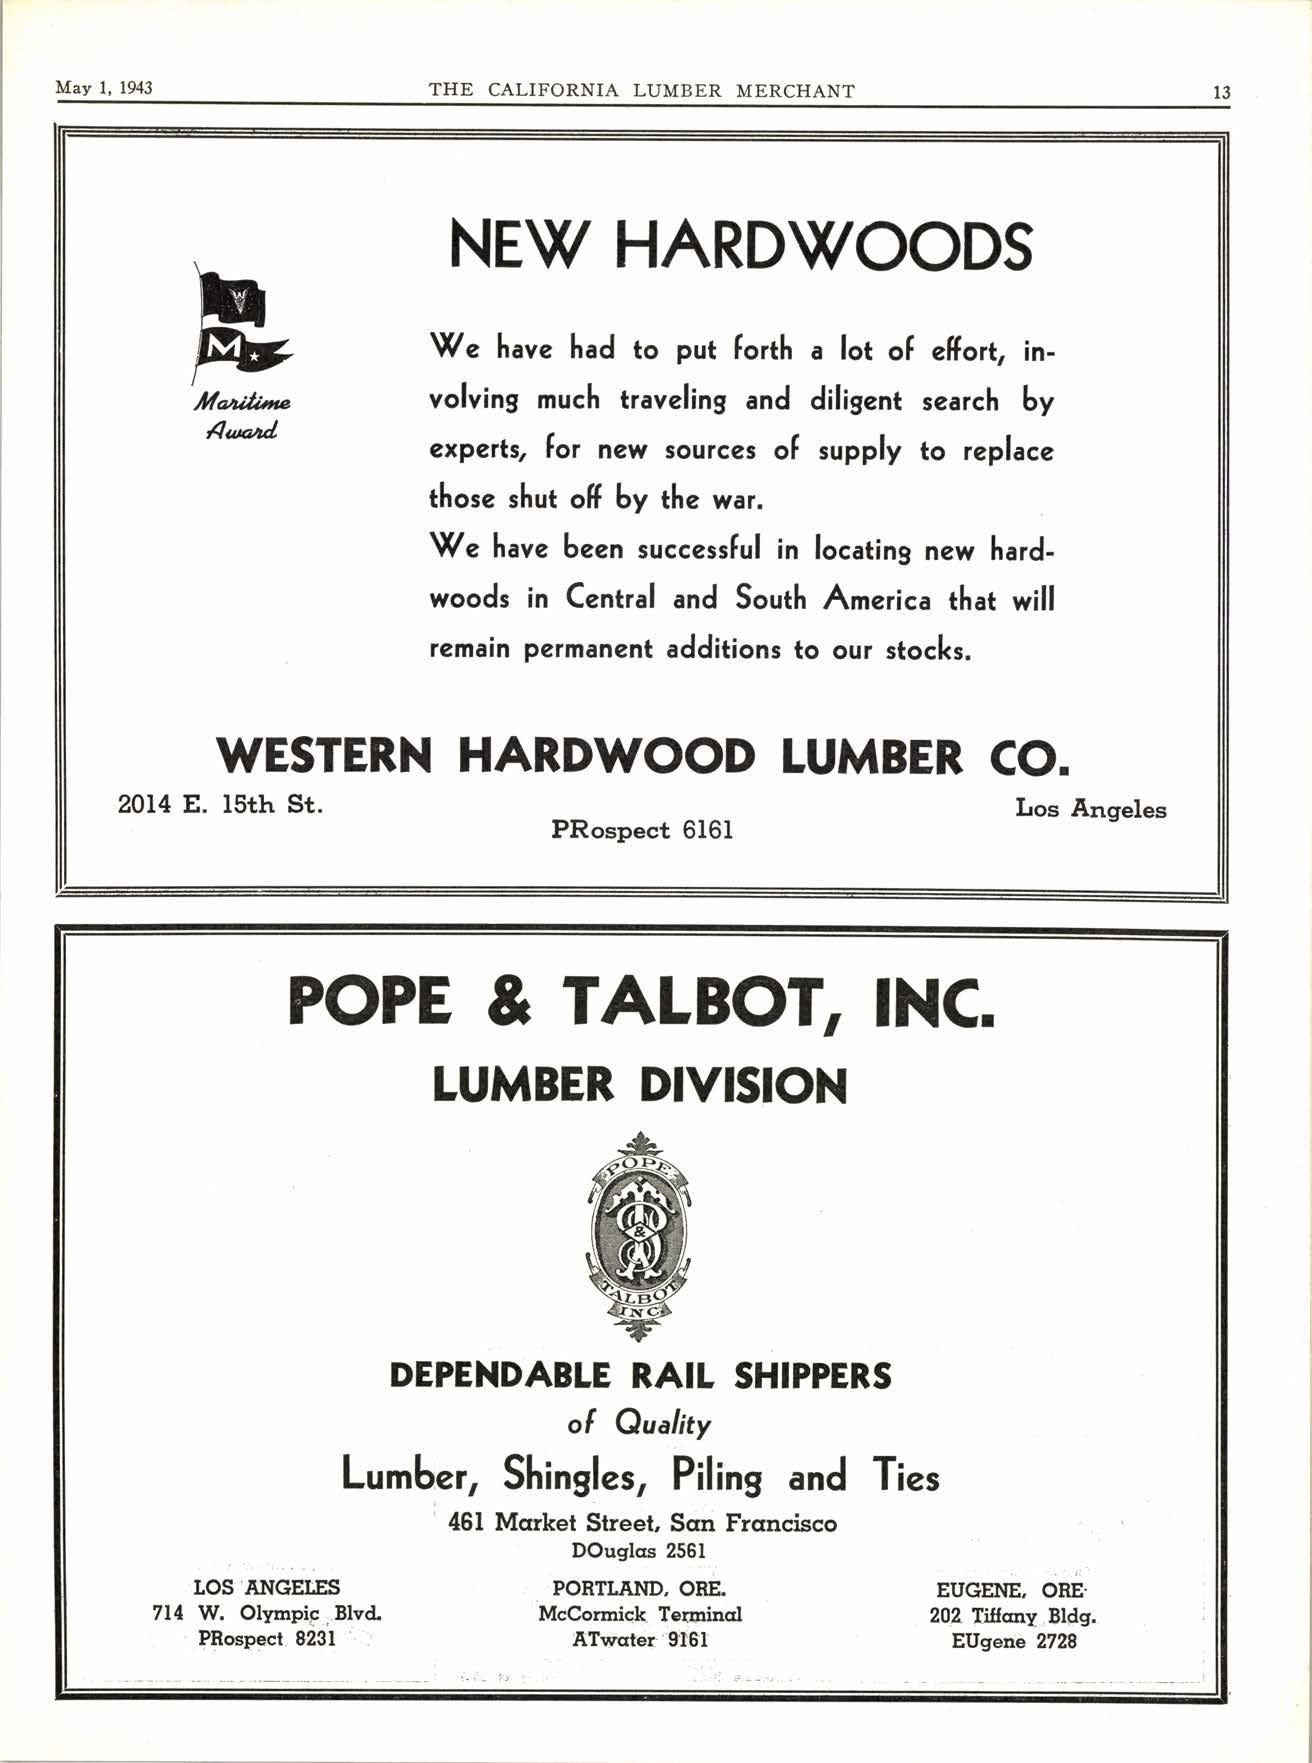 May 1, 1943 THE CALIFORNIA LUMBER MERCHANT 13
NEW HARDWOODS
M
Maritime
Award
We have had to put forth a lot of effort, in-
volving much traveling and diligent search by
experts, for new sources of supply to replace
those shut off by the war.
We have been successful in locating new hard-
woods in Central and South America that will
remain permanent additions to our stocks.
WESTERN HARDWOOD LUMBER CO.
2014 E. 15th St. Los Angeles
PRospect 6161
POPE & TALBOT, INC.
LUMBER DIVISION
POPE
&
TALBOT
INC.
DEPENDABLE RAIL SHIPPERS
of Quality
Lumber, Shingles, Piling and Ties
461 Market Street, San Francisco
DOuglas 2561
LOS ANGELES
714 W. Olympic Blvd.
PRospect 8231
PORTLAND, ORE.
McCormick Terminal
ATwater 9161
EUGENE, ORE.
202 Tiffany Bldg.
EUgene 2728